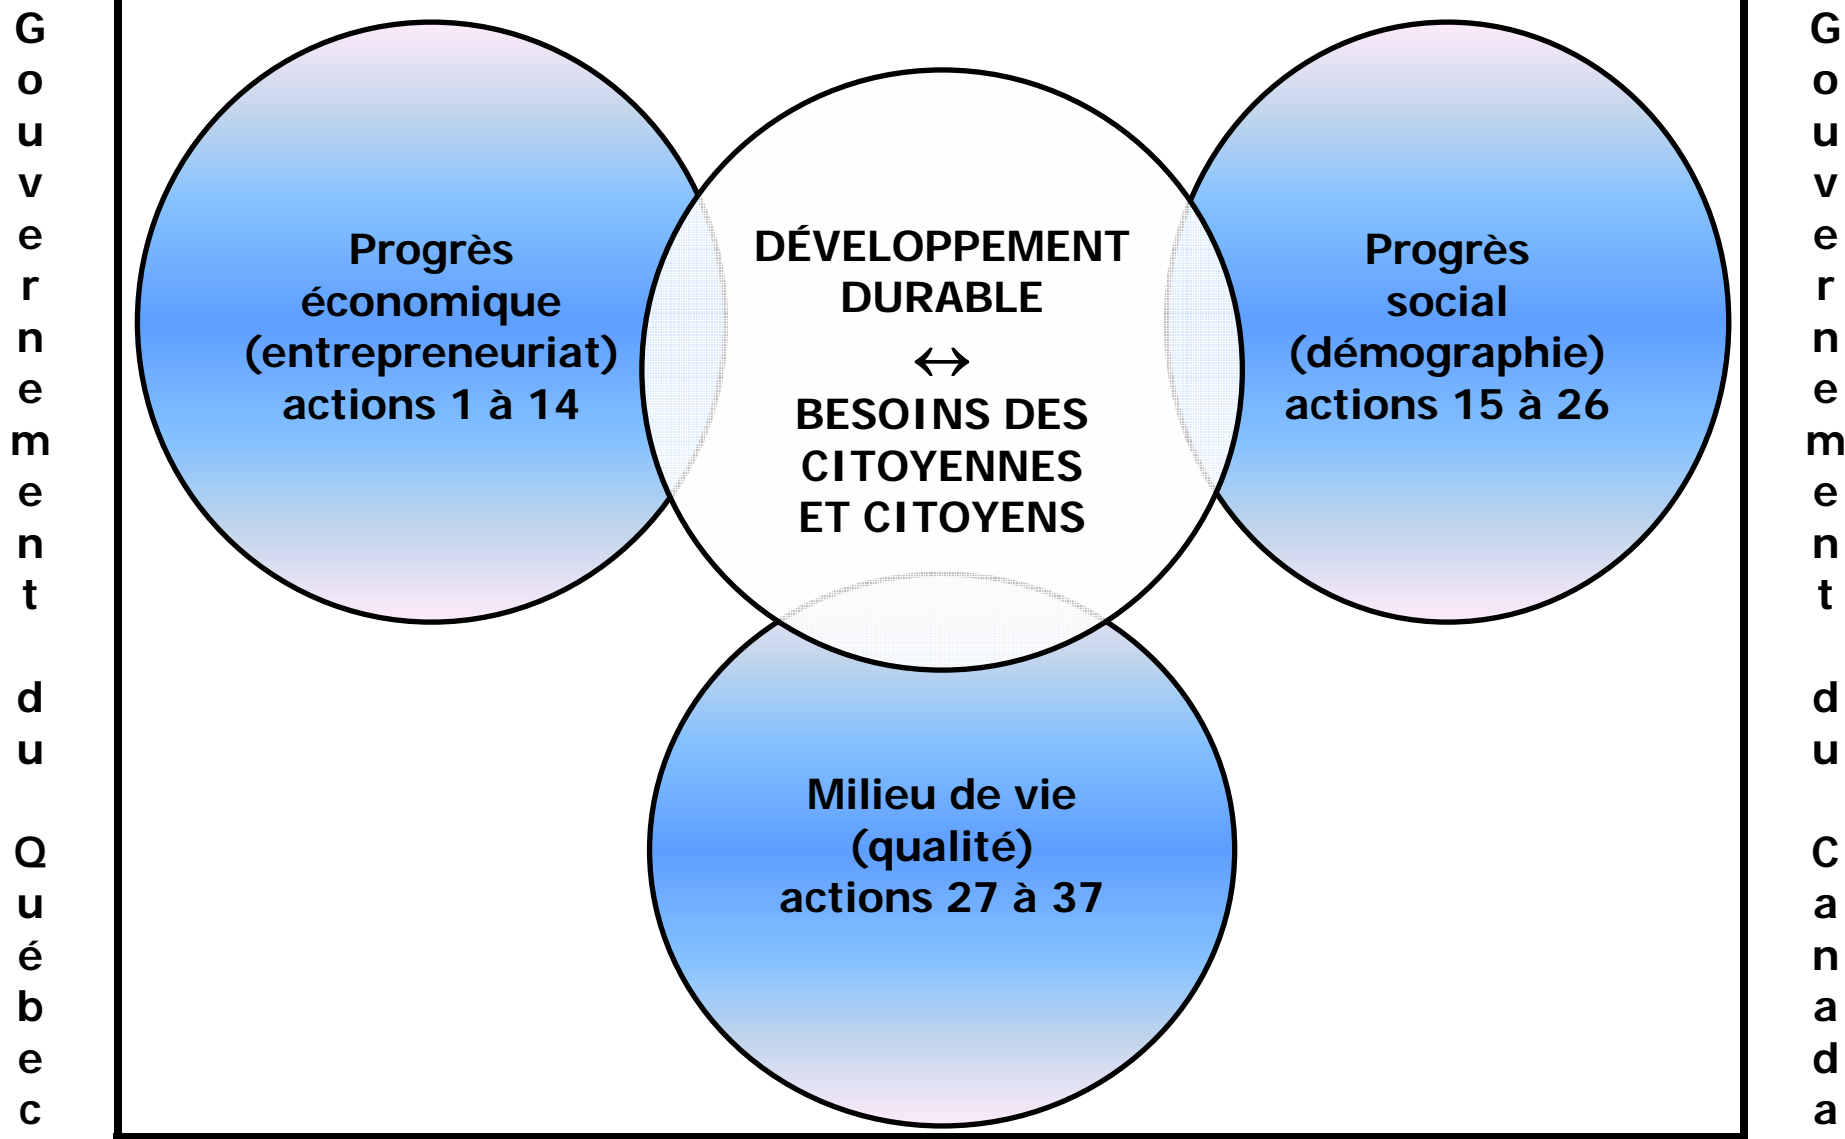 Gouvernement du Québec
Progrès
économique
(entrepreneuriat)
actions 1 à 14
DÉVELOPPEMENT
DURABLE
↔
BESOINS DES
CITOYENNES
ET CITOYENS
Progrès
social
(démographie)
actions 15 à 26
Milieu de vie
(qualité)
actions 27 à 37
Gouvernement du Canada